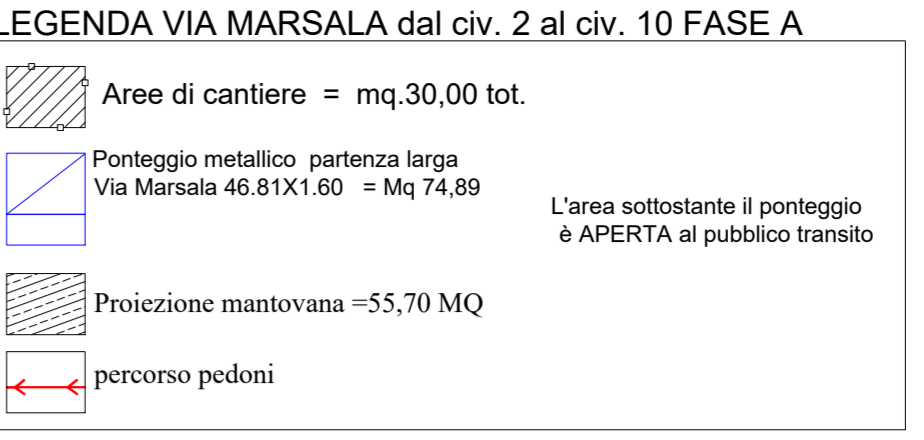 LEGENDA VIA MARSALA dal civ. 2 al civ. 10 FASE A
Aree di cantiere = mq.30,00 tot.
Ponteggio metallico partenza larga
Via Marsala 46.81X1.60 = Mq 74,89
L'area sottostante il ponteggio
è APERTA al pubblico transito
Proiezione mantovana =55,70 MQ
percorso pedoni